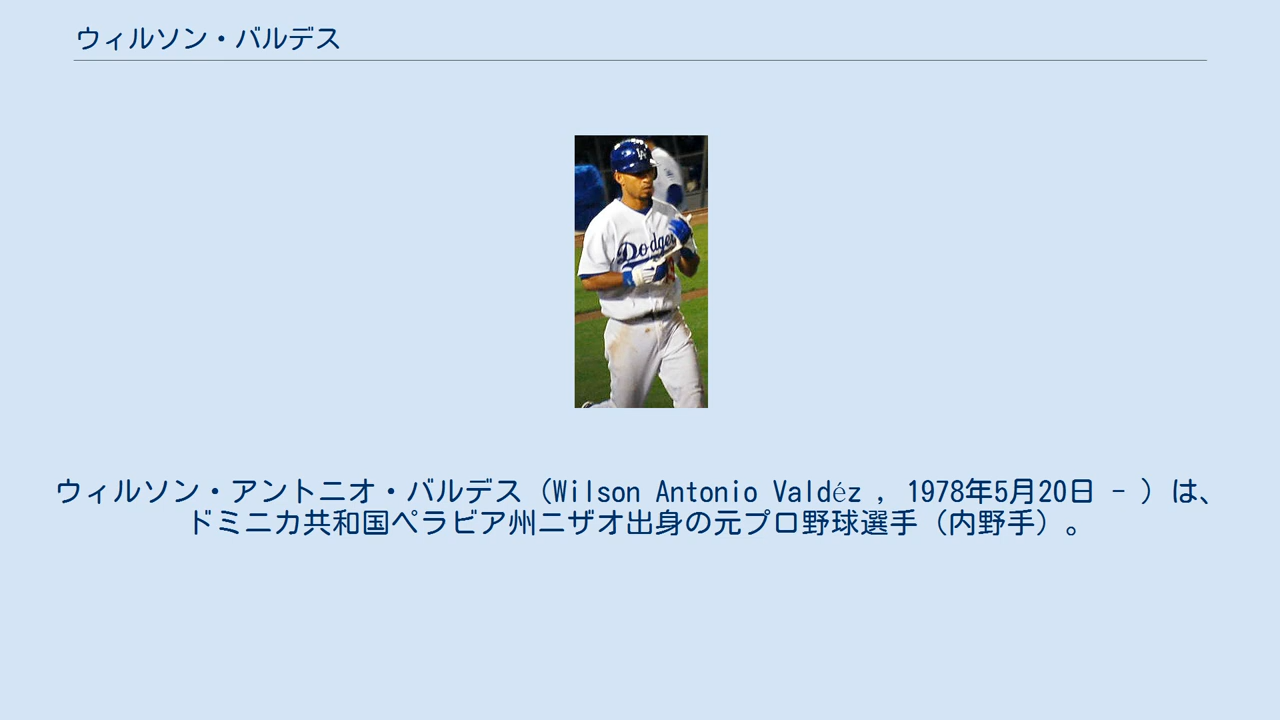 ウィルソン・バルデス
LA
Dodgers
ウィルソン・アントニオ・バルデス（Wilson Antonio Valdéz , 1978年5月20日 - ）は、
ドミニカ共和国ペラビア州ニザオ出身の元プロ野球選手（内野手）。